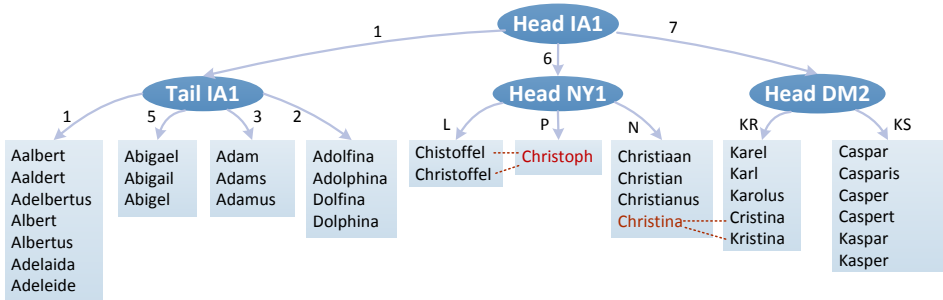 Head IA1
1
6
7
Tail IA1
Head NY1
Head DM2
1
5
3
2
L
P
N
KR
KS
Aalbert
Aaldert
Adelbertus
Albert
Albertus
Adelaida
Adeleide
Abigael
Abigail
Abigel
Adam
Adams
Adamus
Adolfina
Adolphina
Dolfina
Dolphina
Chistoffel
Christoffel
Christoph
Christiaan
Christian
Christianus
Christina
Karel
Karl
Karolus
Cristina
Kristina
Caspar
Casparis
Casper
Caspert
Kaspar
Kasper